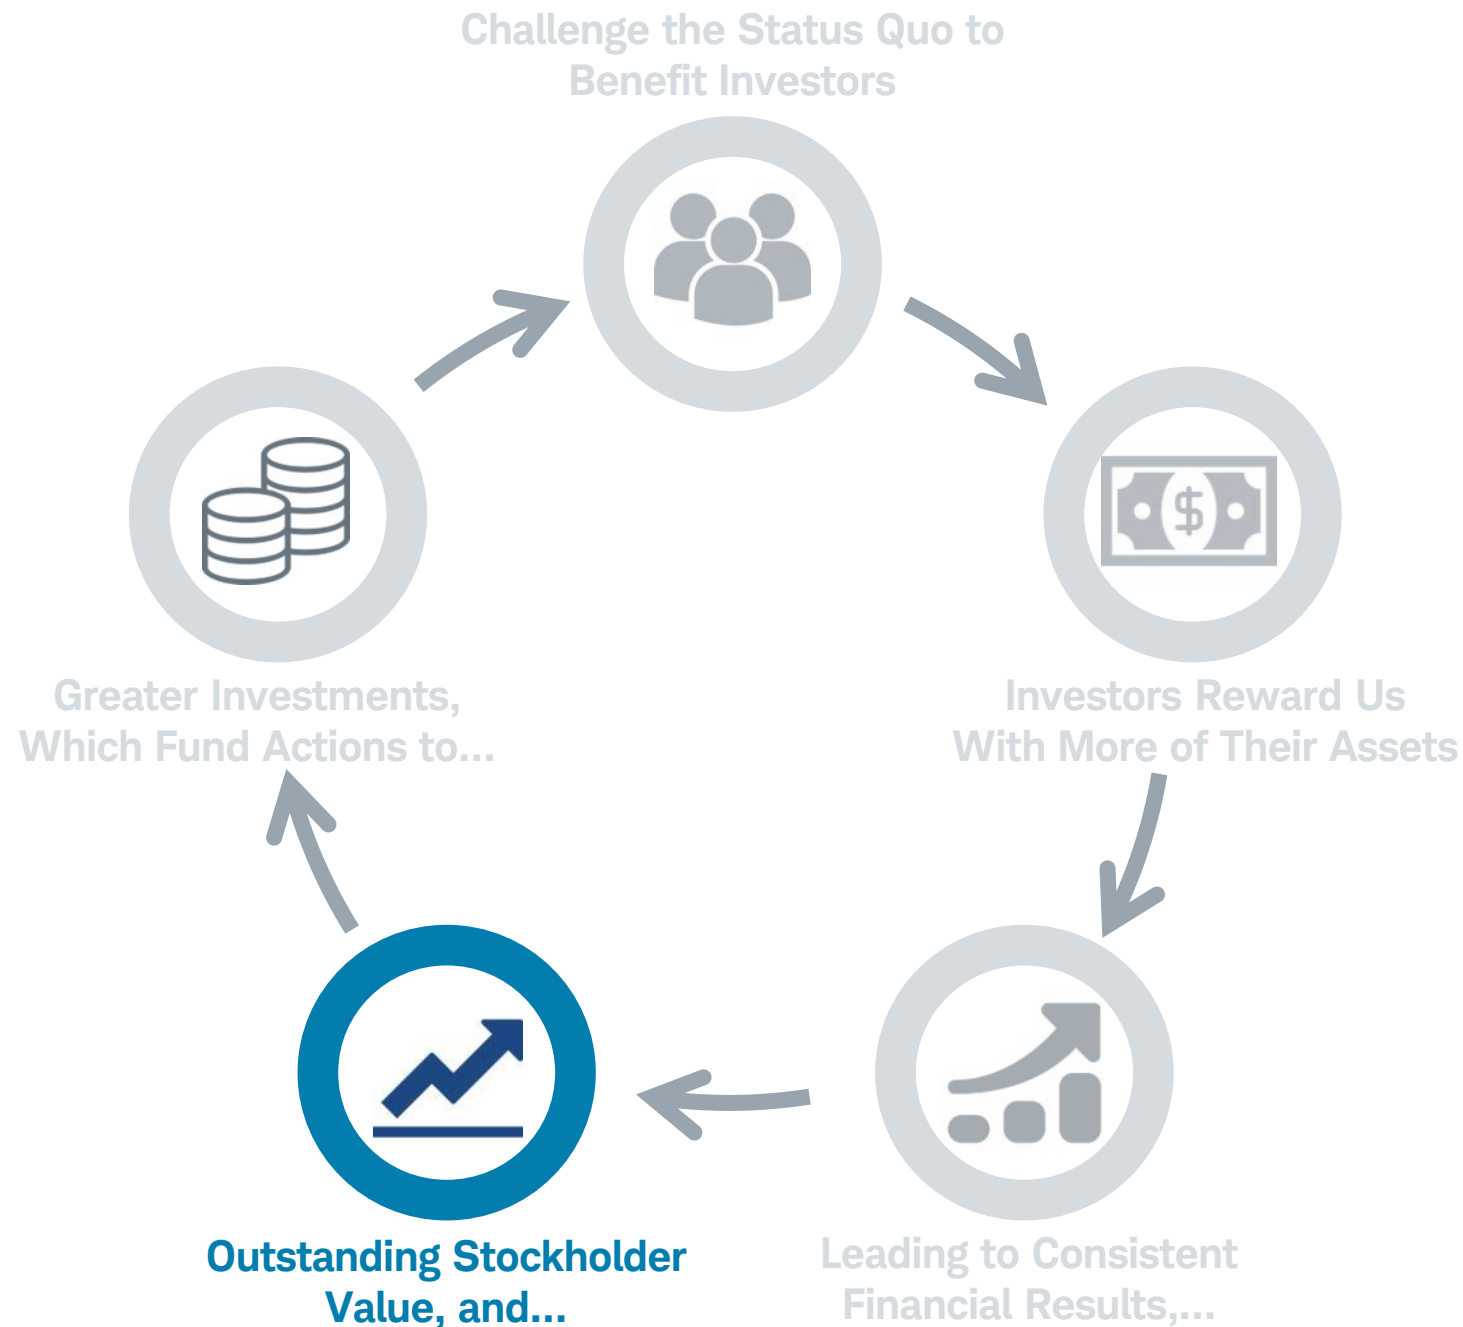 Challenge the Status Quo to
Benefit Investors
$
Investors Reward Us
With More of Their Assets
Leading to Consistent
Financial Results,...
Outstanding Stockholder
Value, and...
Greater Investments,
Which Fund Actions to...